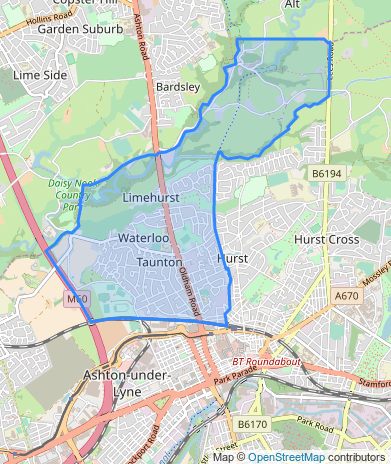 Copster Hill
Alt
Hollins Road
Garden Suburb
Ashton Road
Lees Road
Lime Side
Bardsley
Daisy Nook
Country
Park
B6194
Limehurst
Waterloo
Taunton
Hurst
Hurst Cross
Oldham Road
Mossley
M60
A670
BT Roundabout
Park Parade
Stamford
Ashton-under-
Lyne
B6170
Park Road
Stockport Road
Map © OpenStreetMap contributors